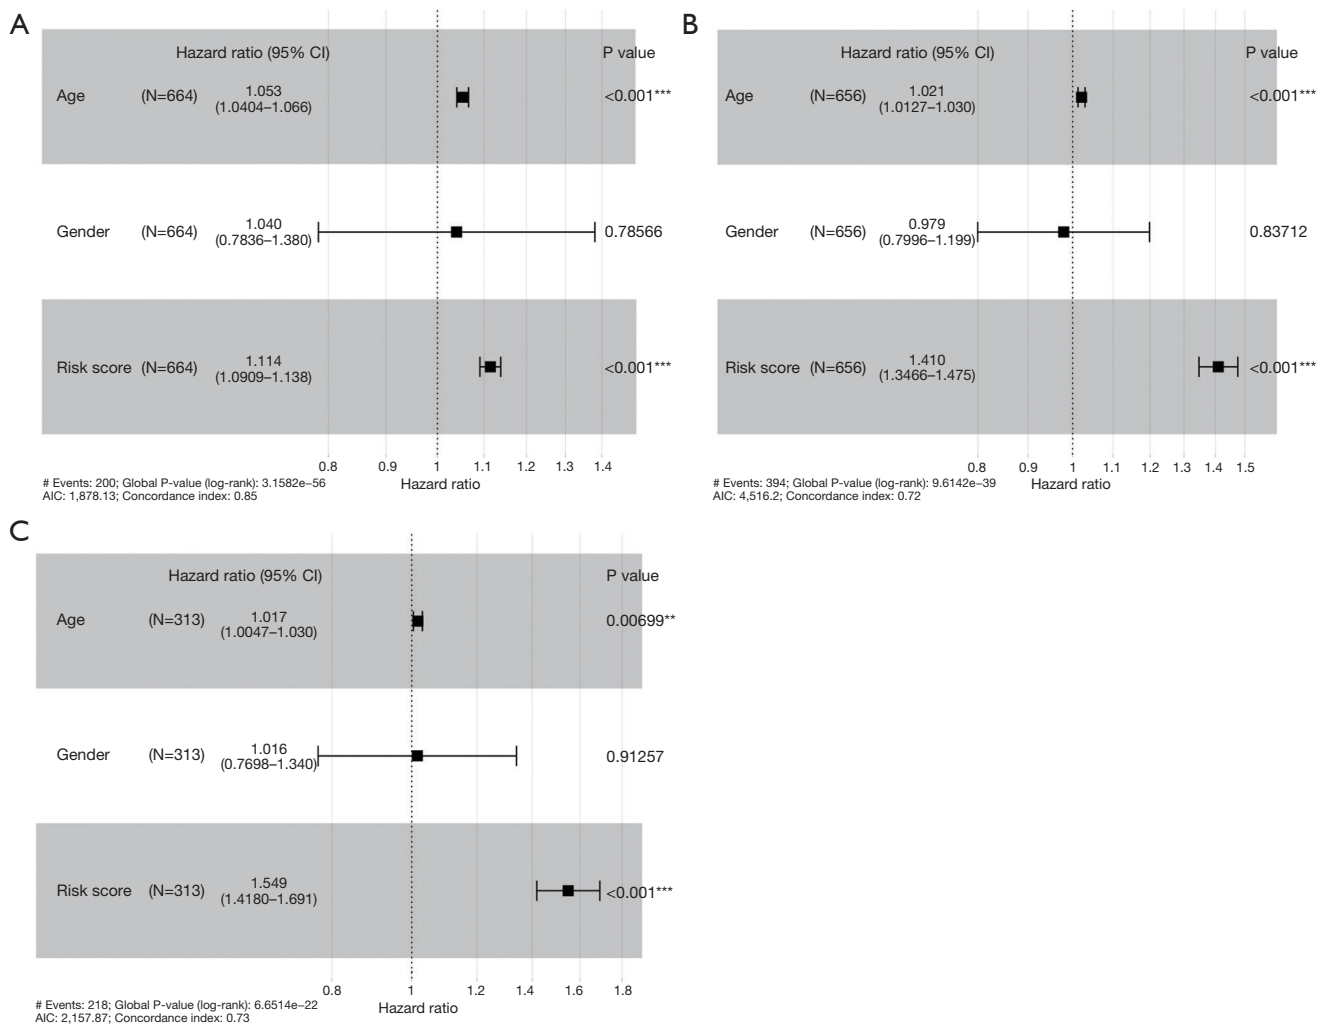 A
Hazard ratio (95% CI)
P value
Age (N=664) 1.053 <0.001***
(1.0404–1.066)
Gender (N=664) 1.040 0.78566
(0.7836–1.380)
Risk score (N=664) 1.114 <0.001***
(1.0909–1.138)
0.8 0.9 1 1.1 1.2 1.3 1.4
# Events: 200; Global P-value (log-rank): 3.1582e−56
AIC: 1,878.13; Concordance index: 0.85
Hazard ratio
B
Hazard ratio (95% CI)
P value
Age (N=656) 1.021 <0.001***
(1.0127–1.030)
Gender (N=656) 0.979 0.83712
(0.7996–1.199)
Risk score (N=656) 1.410 <0.001***
(1.3466–1.475)
0.8 0.9 1 1.1 1.2 1.3 1.4 1.5
# Events: 394; Global P-value (log-rank): 9.6142e−39
AIC: 4,516.2; Concordance index: 0.72
Hazard ratio
C
Hazard ratio (95% CI)
P value
Age (N=313) 1.017 0.00699**
(1.0047–1.030)
Gender (N=313) 1.016 0.91257
(0.7698–1.340)
Risk score (N=313) 1.549 <0.001***
(1.4180–1.691)
0.8 1 1.2 1.4 1.6 1.8
# Events: 218; Global P-value (log-rank): 6.6514e−22
AIC: 2,157.87; Concordance index: 0.73
Hazard ratio